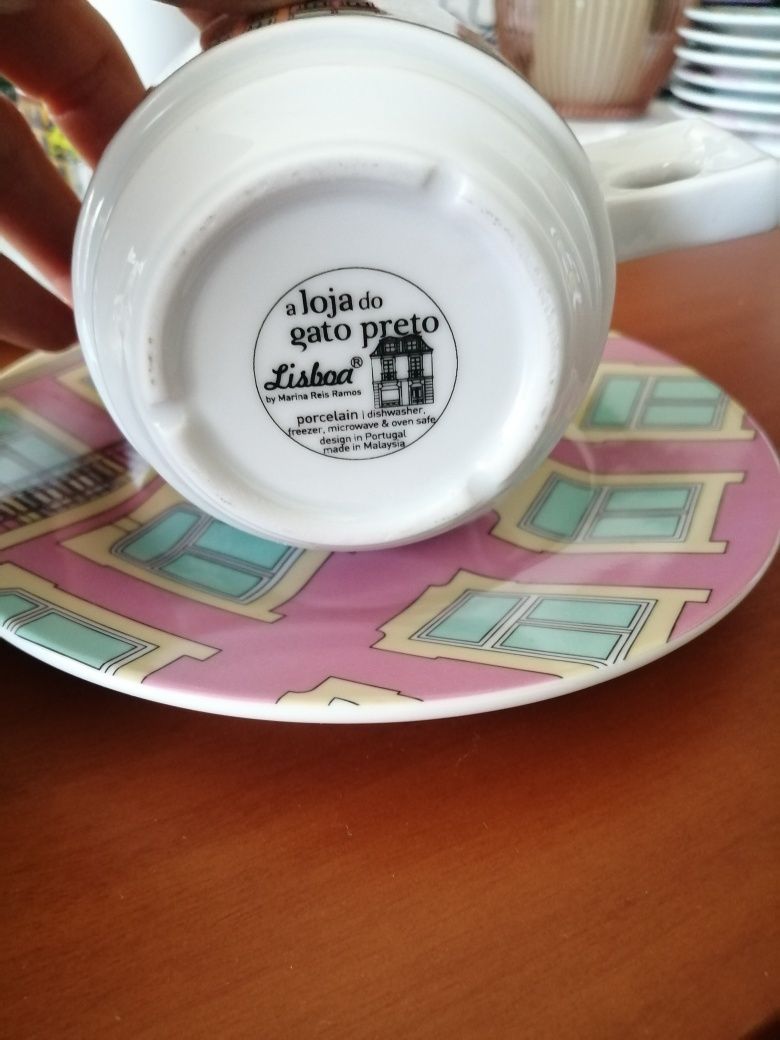 a loja do
gato preto
Lisboa®
by Marina Reis Ramos
porcelain | dishwasher,
freezer, microwave & oven safe
design in Portugal
made in Malaysia